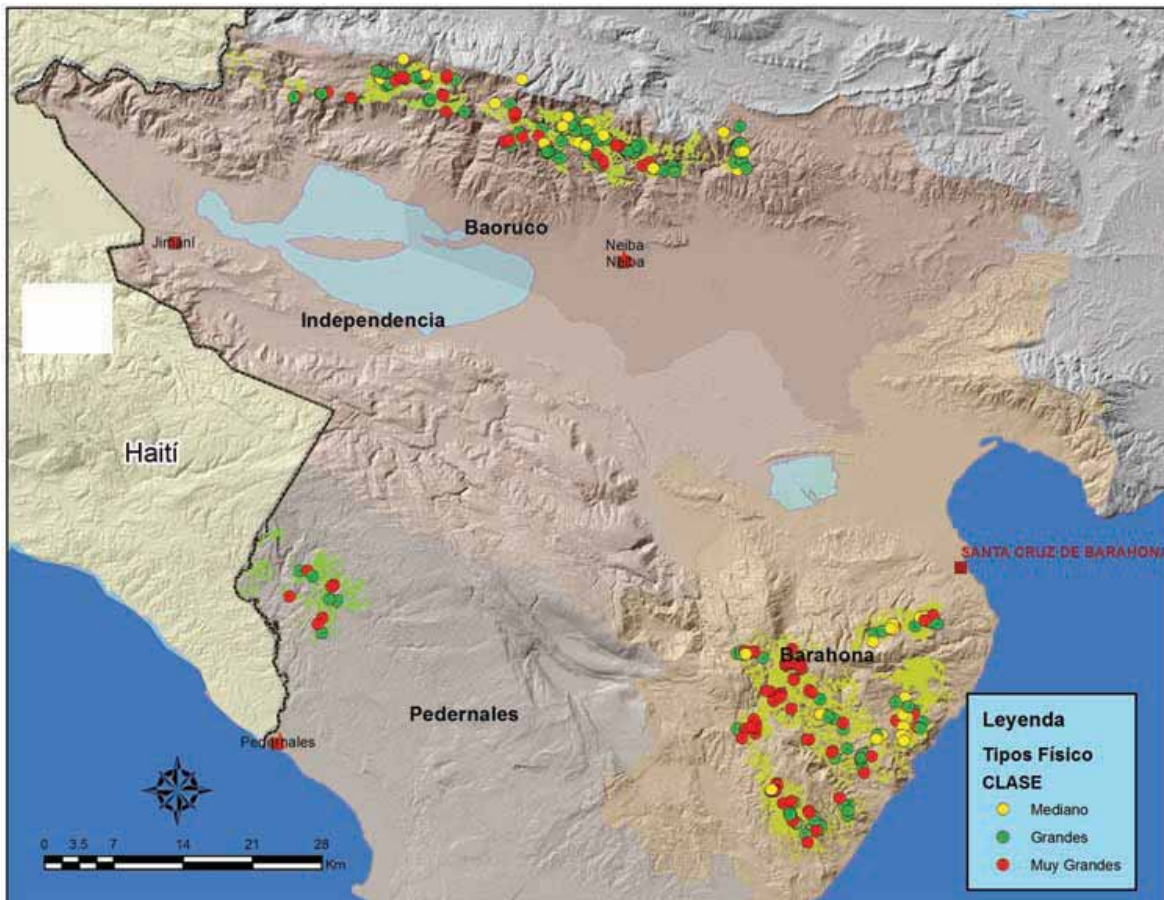 Baoruco
Jimaní
Neiba
Neiba
Independencia
Haití
SANTA CRUZ DE BARAHONA
Barahona
Pedernales
Pedernales
0 3.5 7 14 21 28
Km
Leyenda
Tipos Físico
CLASE
Mediano
Grandes
Muy Grandes